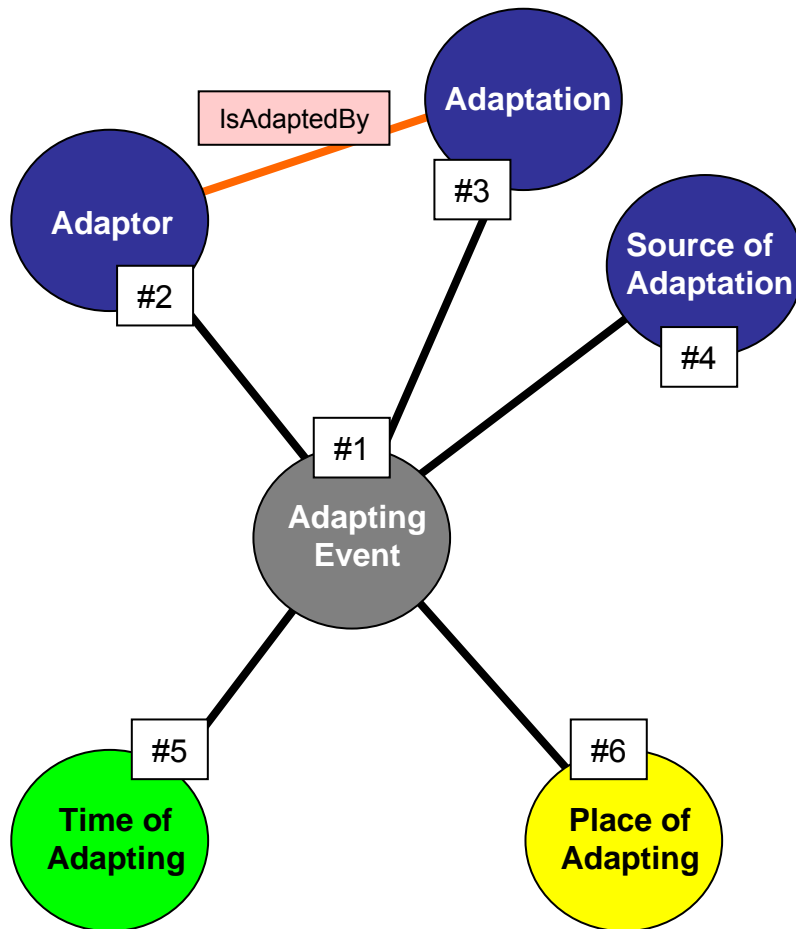 Adaptation
IsAdaptedBy
#3
Adaptor
#2
Source of
Adaptation
#4
#1
Adapting
Event
#5
Time of
Adapting
#6
Place of
Adapting